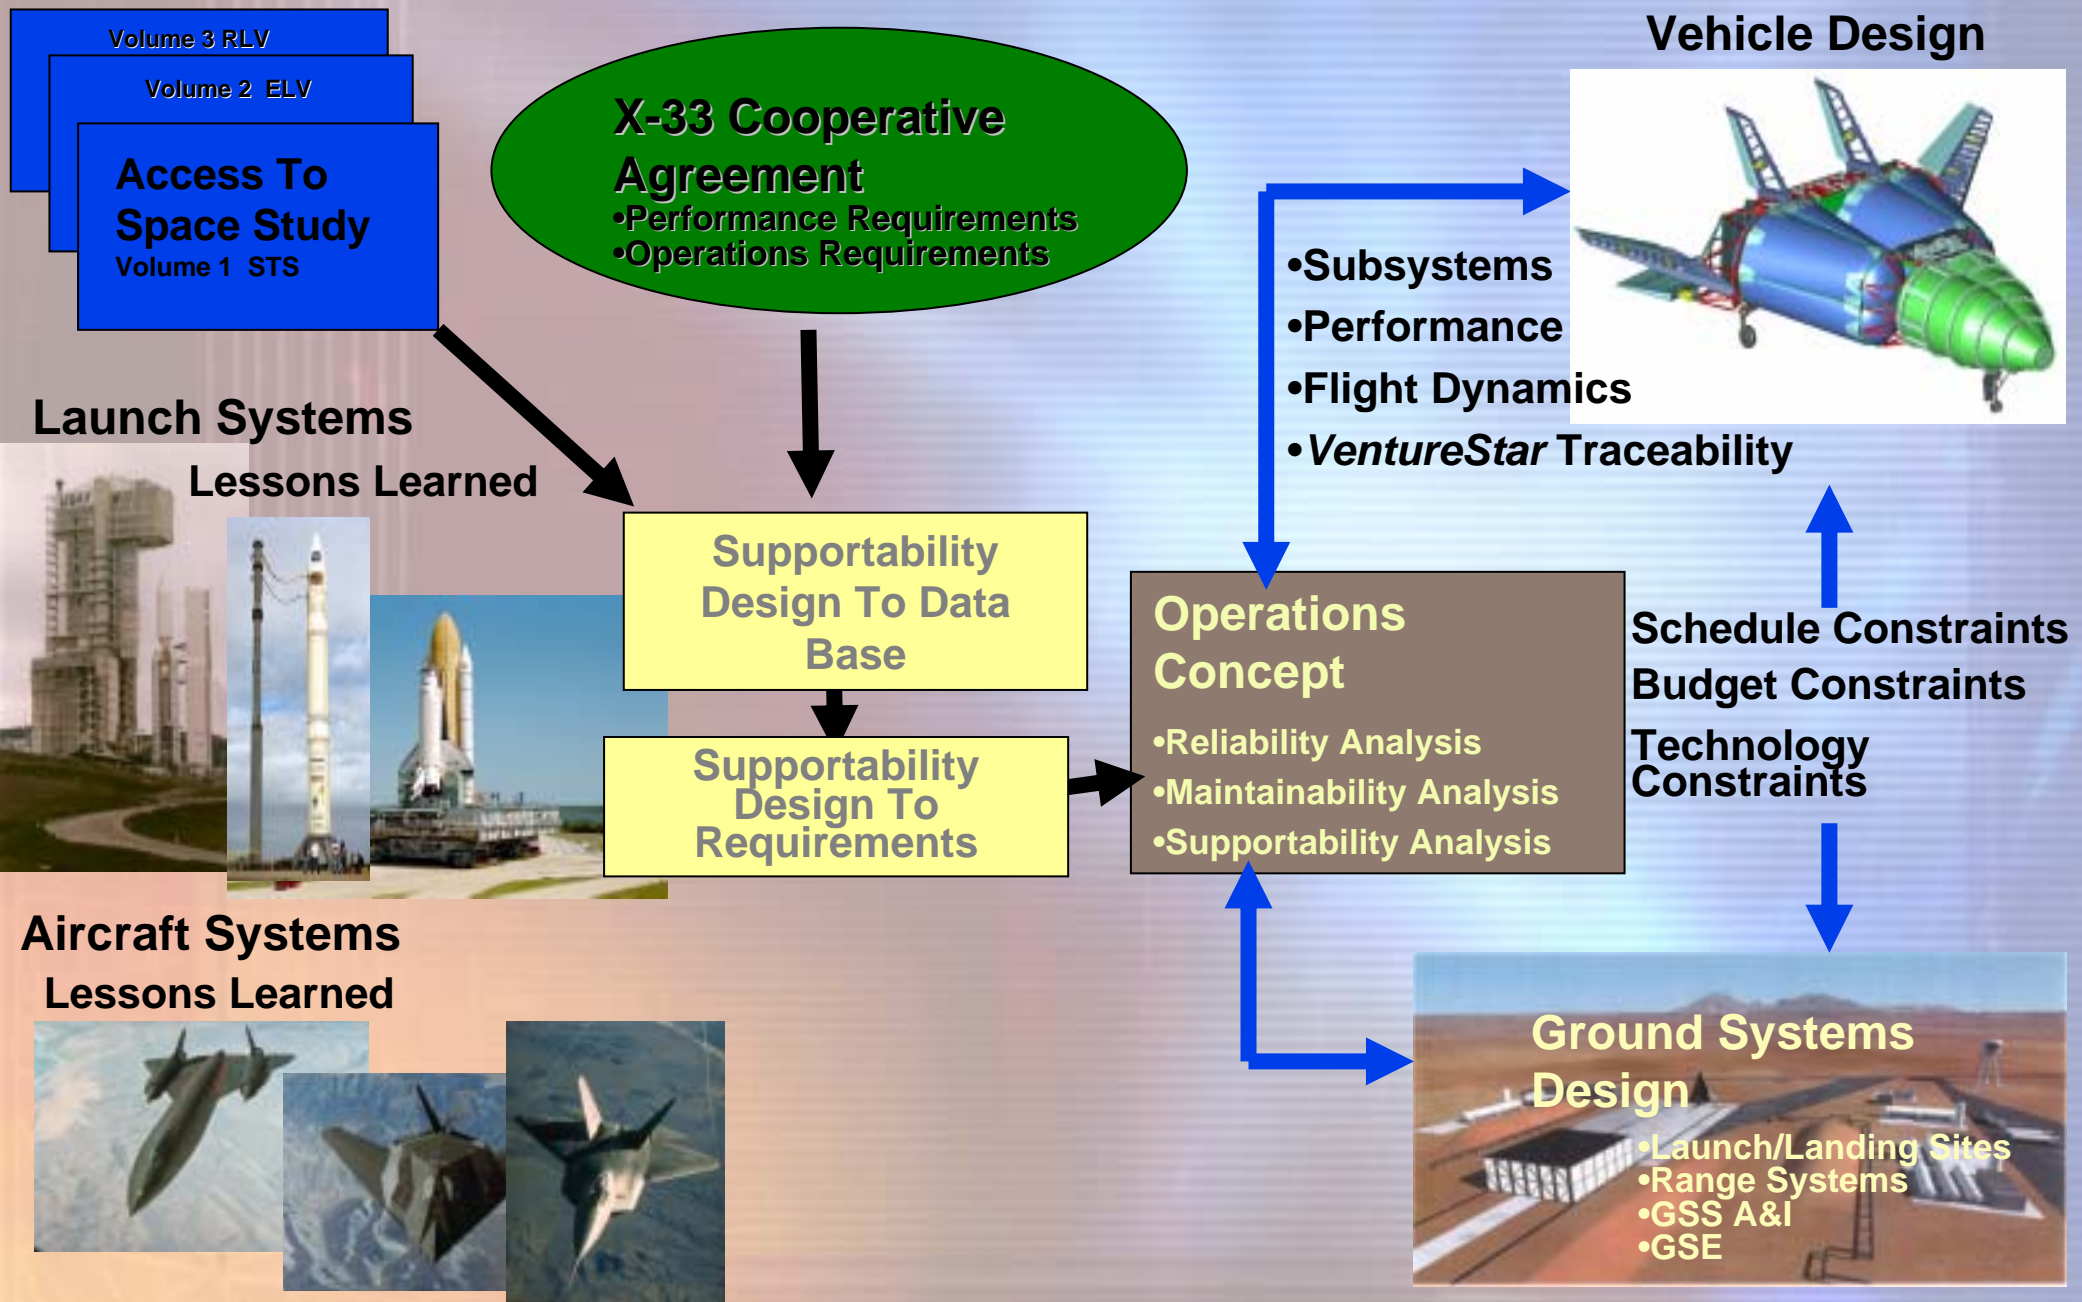 Volume 3 RLV
Volume 2 ELV
Access To
Space Study
Volume 1 STS
X-33 Cooperative
Agreement
•Performance Requirements
•Operations Requirements
Vehicle Design
•Subsystems
•Performance
•Flight Dynamics
•VentureStar Traceability
Launch Systems
Lessons Learned
Supportability
Design To Data
Base
Supportability
Design To
Requirements
Operations
Concept
•Reliability Analysis
•Maintainability Analysis
•Supportability Analysis
Schedule Constraints
Budget Constraints
Technology
Constraints
Aircraft Systems
Lessons Learned
Ground Systems
Design
•Launch/Landing Sites
•Range Systems
•GSS A&I
•GSE